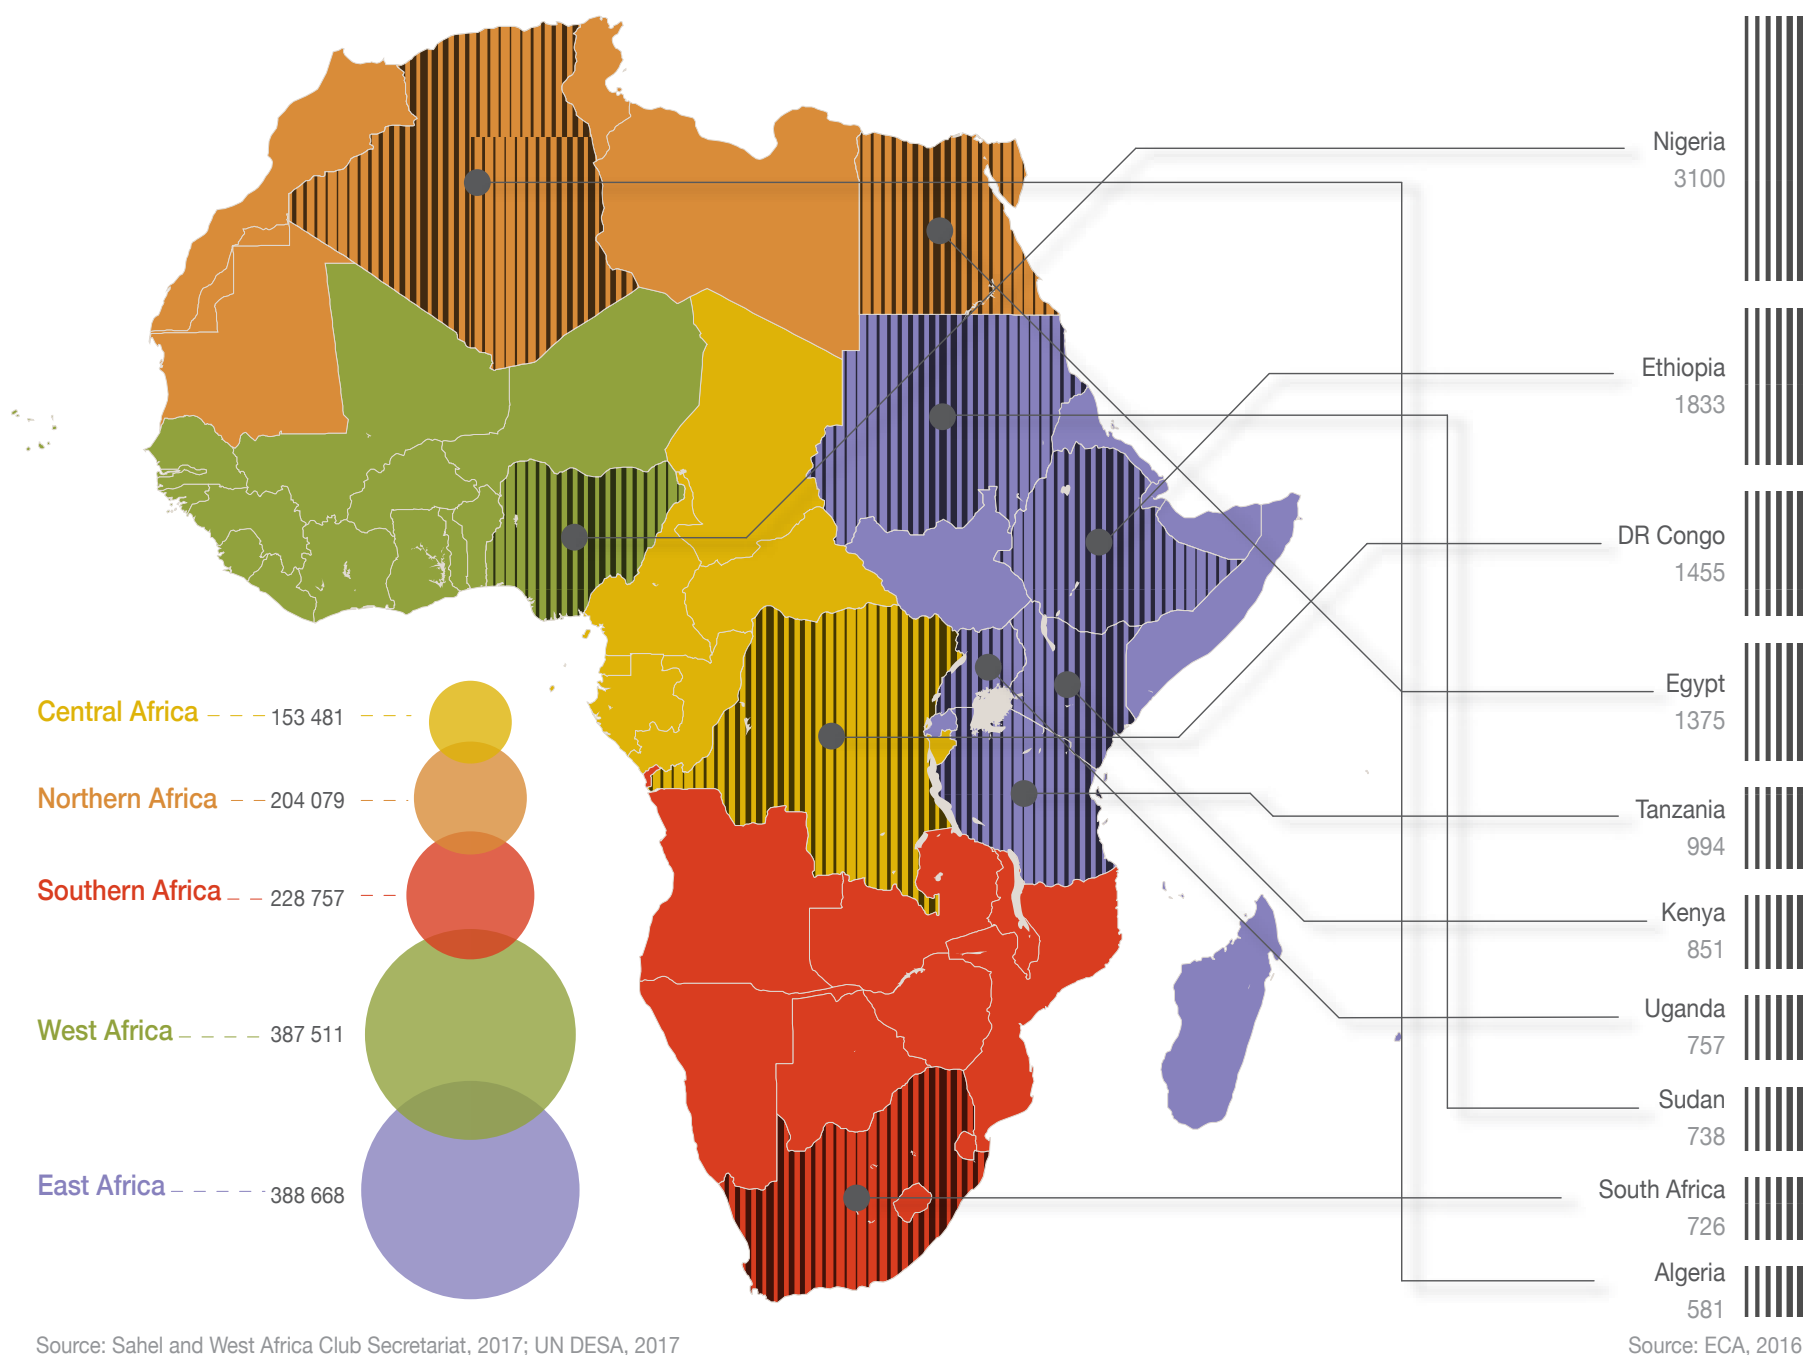 Nigeria
3100
Ethiopia
1833
DR Congo
1455
Egypt
1375
Tanzania
994
Kenya
851
Uganda
757
Sudan
738
South Africa
726
Algeria
581
Central Africa 153 481
Northern Africa 204 079
Southern Africa 228 757
West Africa 387 511
East Africa 388 668
Source: Sahel and West Africa Club Secretariat, 2017; UN DESA, 2017
Source: ECA, 2016